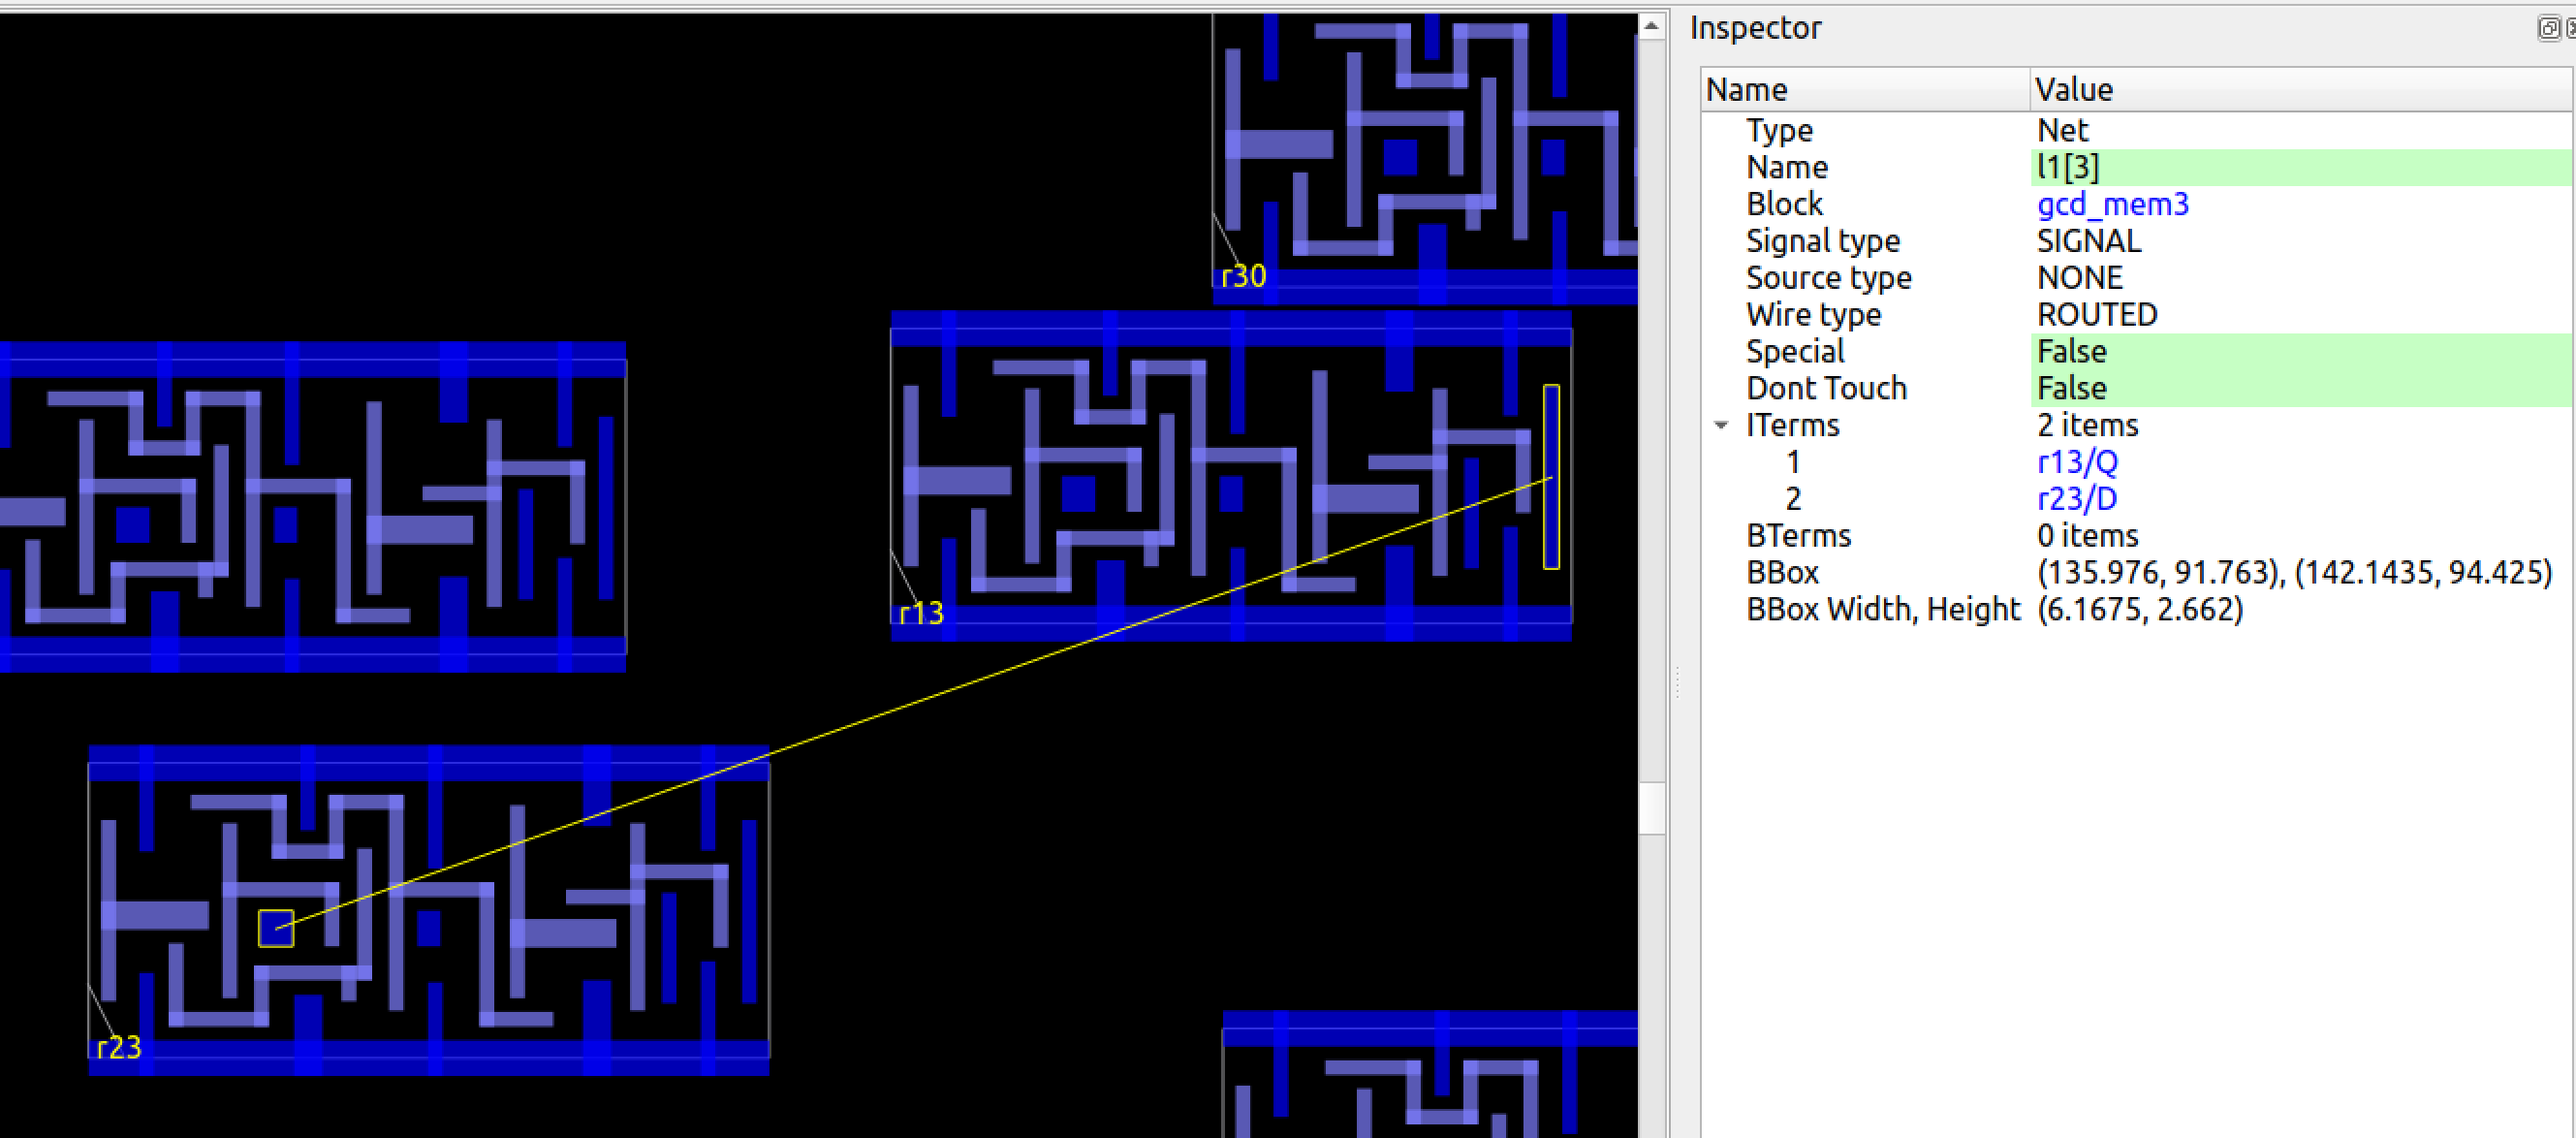 Inspector
Name Value
Type Net
Name l1[3]
Block gcd_mem3
Signal type SIGNAL
Source type NONE
Wire type ROUTED
Special False
Dont Touch False
ITerms 2 items
1 r13/Q
2 r23/D
BTerms 0 items
BBox (135.976, 91.763), (142.1435, 94.425)
BBox Width, Height (6.1675, 2.662)
r30
r13
r23